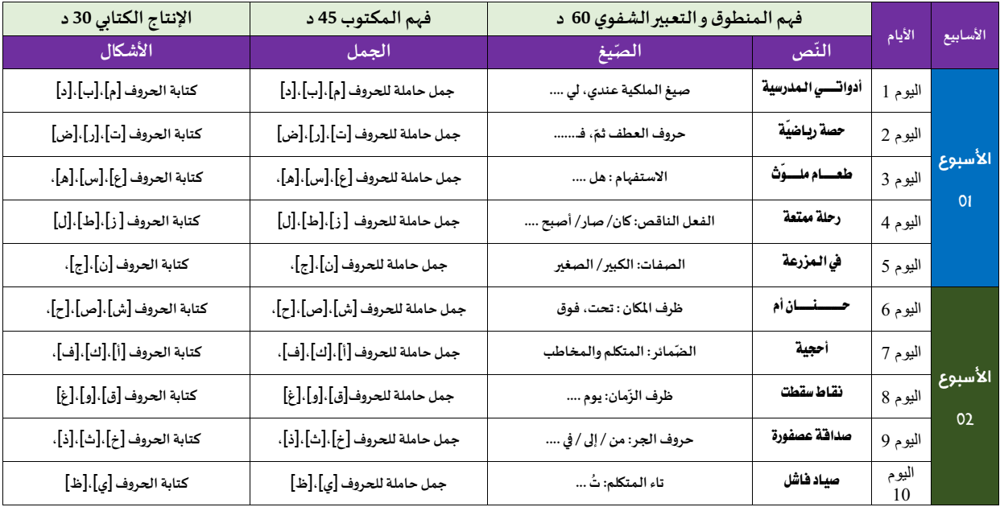 الأسابيع الأيام فهم المنطوق و التعبير الشفوي 60 د فهم المكتوب 45 د الإنتاج الكتابي 30 د
النّص الصّيغ الجمل الأشكال
الأسبوع 01
اليوم 1 أدواتــــي المدرسية صيغ الملكية عندي، لي .... جمل حاملة للحروف [م]،[ب]،[د] كتابة الحروف [م]،[ب]،[د]
اليوم 2 حصة رياضيّة حروف العطف ثمّ، فـ....... جمل حاملة للحروف [ت]،[ر]،[ض] كتابة الحروف [ت]،[ر]،[ض]
اليوم 3 طعـــــام ملـــوّث الاستفهام : هل .... جمل حاملة للحروف [ع]،[س]،[ه]، كتابة الحروف [ع]،[س]،[ه]،
اليوم 4 رحلة ممتعة الفعل الناقص: كان/ صار/ أصبح .... جمل حاملة للحروف [ ز]،[ط]،[ل] كتابة الحروف [ ز]،[ط]،[ل]
اليوم 5 في المزرعة الصفات: الكبير/ الصغير جمل حاملة للحروف [ن]،[ج]، كتابة الحروف [ن]،[ج]،
الأسبوع 02
اليوم 6 حـــــنـــــان أم ظرف المكان : تحت، فوق جمل حاملة للحروف [ش]،[ص]،[ح]، كتابة الحروف [ش]،[ص]،[ح]،
اليوم 7 أحجية الضّمائر: المتكلم والمخاطب جمل حاملة للحروف [أ]،[ك]،[ف]، كتابة الحروف [أ]،[ك]،[ف]،
اليوم 8 نقاط سقطت ظرف الزّمان: يوم .... جمل حاملة للحروف[ق]،[و]،[غ] كتابة الحروف [ق]،[و]،[غ]
اليوم 9 صداقة عصفورة حروف الجر: من / إلى / في .... جمل حاملة للحروف [خ]،[ث]،[ذ]، كتابة الحروف [خ]،[ث]،[ذ]،
اليوم 10 صياد فاشل تاء المتكلم: تُ ... جمل حاملة للحروف [ي]،[ظ] كتابة الحروف [ي]،[ظ]